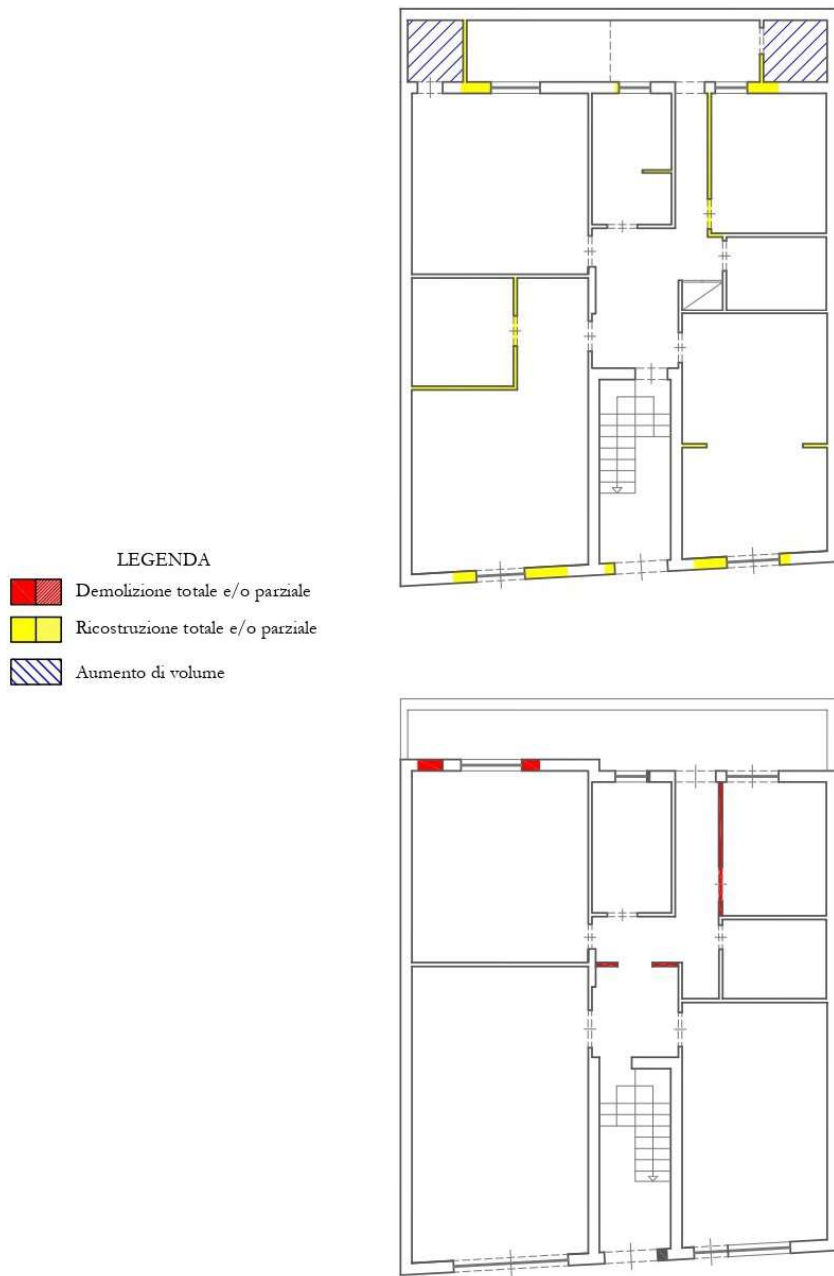 LEGENDA
Demolizione totale e/o parziale
Ricostruzione totale e/o parziale
Aumento di volume